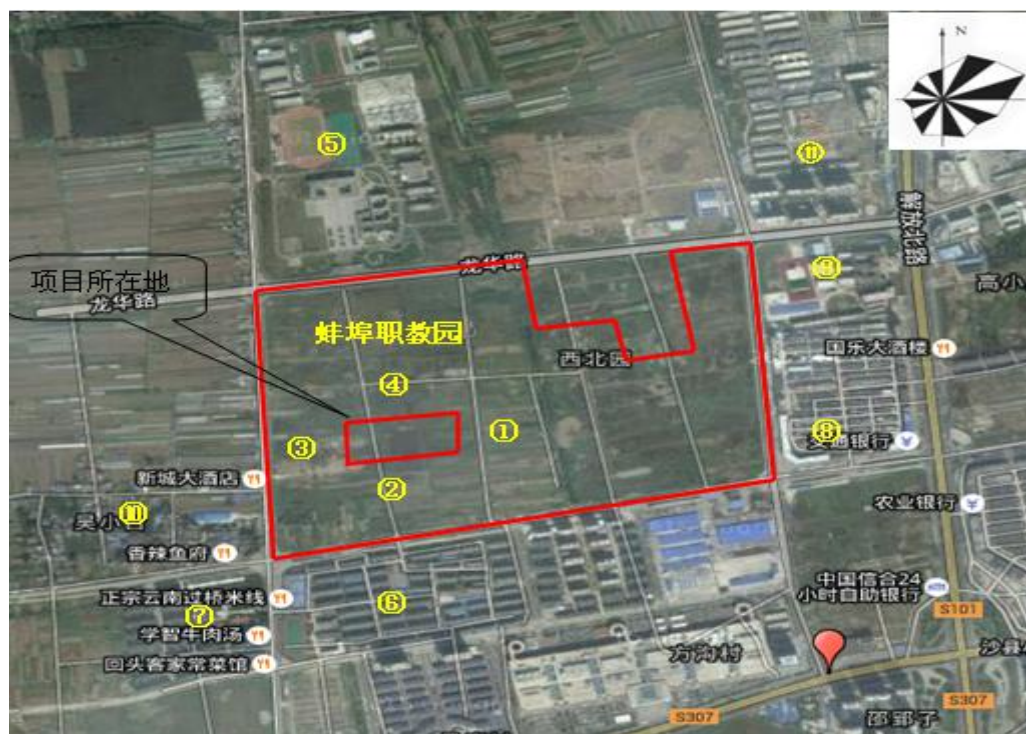 N
⑤
⑪
解放北路
龙华路
⑨
项目所在地
龙华路
高小
蚌埠职教园
西北园
国乐大酒楼
④
③
①
⑧
交通银行
新城大酒店
②
农业银行
吴小
⑩
香辣鱼府
中国信合24
小时自助银行
正宗云南过桥米线
⑥
⑦
S101
学智牛肉汤
方沟村
沙县
回头客家常菜馆
S307
S307
邵郢子